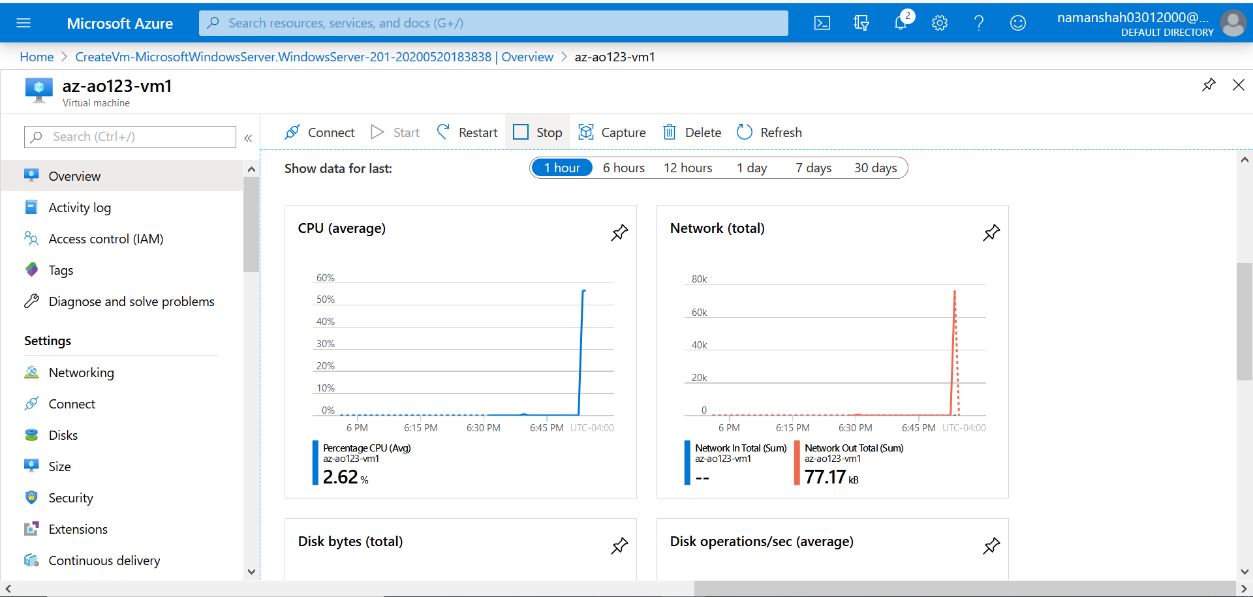 Microsoft Azure
Search resources, services, and docs (G+/)
2
namanshah03012000@...
DEFAULT DIRECTORY
Home > CreateVm-MicrosoftWindowsServer.WindowsServer-201-20200520183838 | Overview > az-ao123-vm1
az-ao123-vm1
Virtual machine
Search (Ctrl+/)
«
Connect Start Restart Stop Capture Delete Refresh
Overview
Activity log
Access control (IAM)
Tags
Diagnose and solve problems
Settings
Networking
Connect
Disks
Size
Security
Extensions
Continuous delivery
Show data for last: 1 hour 6 hours 12 hours 1 day 7 days 30 days
CPU (average)
60%
50%
40%
30%
20%
10%
0%
6 PM 6:15 PM 6:30 PM 6:45 PM UTC-04:00
Percentage CPU (Avg)
az-ao123-vm1
2.62 %
Network (total)
80k
60k
40k
20k
0
6 PM 6:15 PM 6:30 PM 6:45 PM UTC-04:00
Network In Total (Sum) Network Out Total (Sum)
az-ao123-vm1 az-ao123-vm1
-- 77.17 kB
Disk bytes (total)
Disk operations/sec (average)